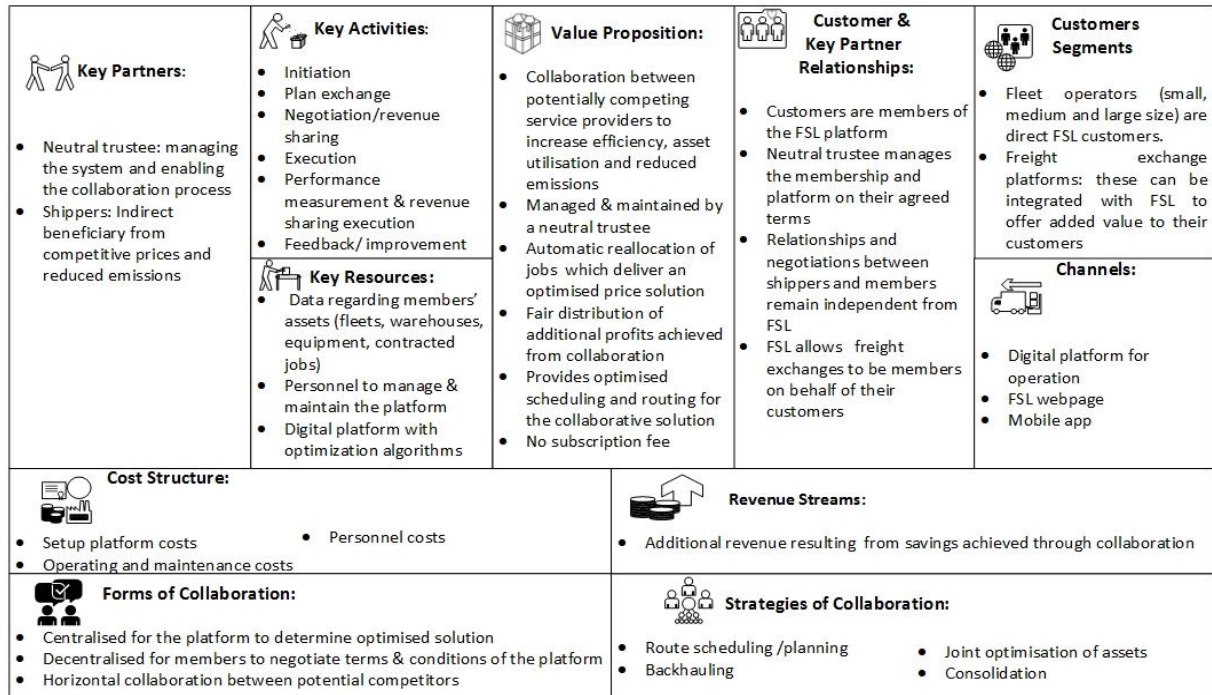 Key Partners:
• Neutral trustee: managing
the system and enabling
the collaboration process
• Shippers: Indirect
beneficiary from
competitive prices and
reduced emissions
Key Activities:
• Initiation
• Plan exchange
• Negotiation/revenue
sharing
• Execution
• Performance
measurement & revenue
sharing execution
• Feedback/ improvement
Key Resources:
• Data regarding members’
assets (fleets, warehouses,
equipment, contracted
jobs)
• Personnel to manage &
maintain the platform
• Digital platform with
optimization algorithms
Value Proposition:
• Collaboration between
potentially competing
service providers to
increase efficiency, asset
utilisation and reduced
emissions
• Managed & maintained by
a neutral trustee
• Automatic reallocation of
jobs which deliver an
optimised price solution
• Fair distribution of
additional profits achieved
from collaboration
• Provides optimised
scheduling and routing for
the collaborative solution
• No subscription fee
Customer &
Key Partner
Relationships:
• Customers are members of
the FSL platform
• Neutral trustee manages
the membership and
platform on their agreed
terms
• Relationships and
negotiations between
shippers and members
remain independent from
FSL
• FSL allows freight
exchanges to be members
on behalf of their
customers
Customers
Segments
• Fleet operators (small,
medium and large size) are
direct FSL customers.
• Freight exchange
platforms: these can be
integrated with FSL to
offer added value to their
customers
Channels:
• Digital platform for
operation
• FSL webpage
• Mobile app
Cost Structure:
• Setup platform costs
• Operating and maintenance costs
• Personnel costs
Revenue Streams:
• Additional revenue resulting from savings achieved through collaboration
Forms of Collaboration:
• Centralised for the platform to determine optimised solution
• Decentralised for members to negotiate terms & conditions of the platform
• Horizontal collaboration between potential competitors
Strategies of Collaboration:
• Route scheduling /planning
• Backhauling
• Joint optimisation of assets
• Consolidation